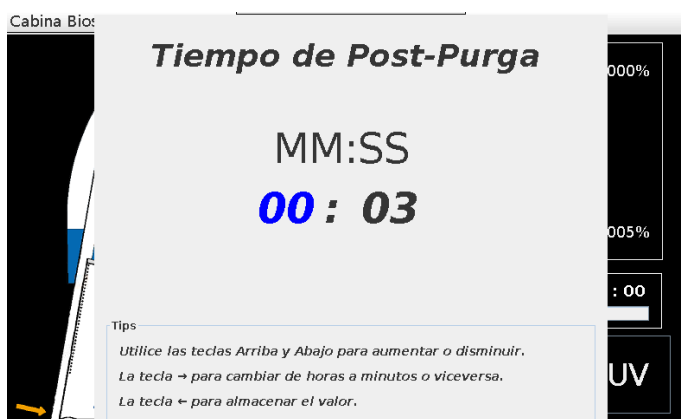 Cabina Bios
Tiempo de Post-Purga
000%
MM:SS
00 : 03
005%
: 00
Tips
Utilice las teclas Arriba y Abajo para aumentar o disminuir.
La tecla → para cambiar de horas a minutos o viceversa.
La tecla ← para almacenar el valor.
UV